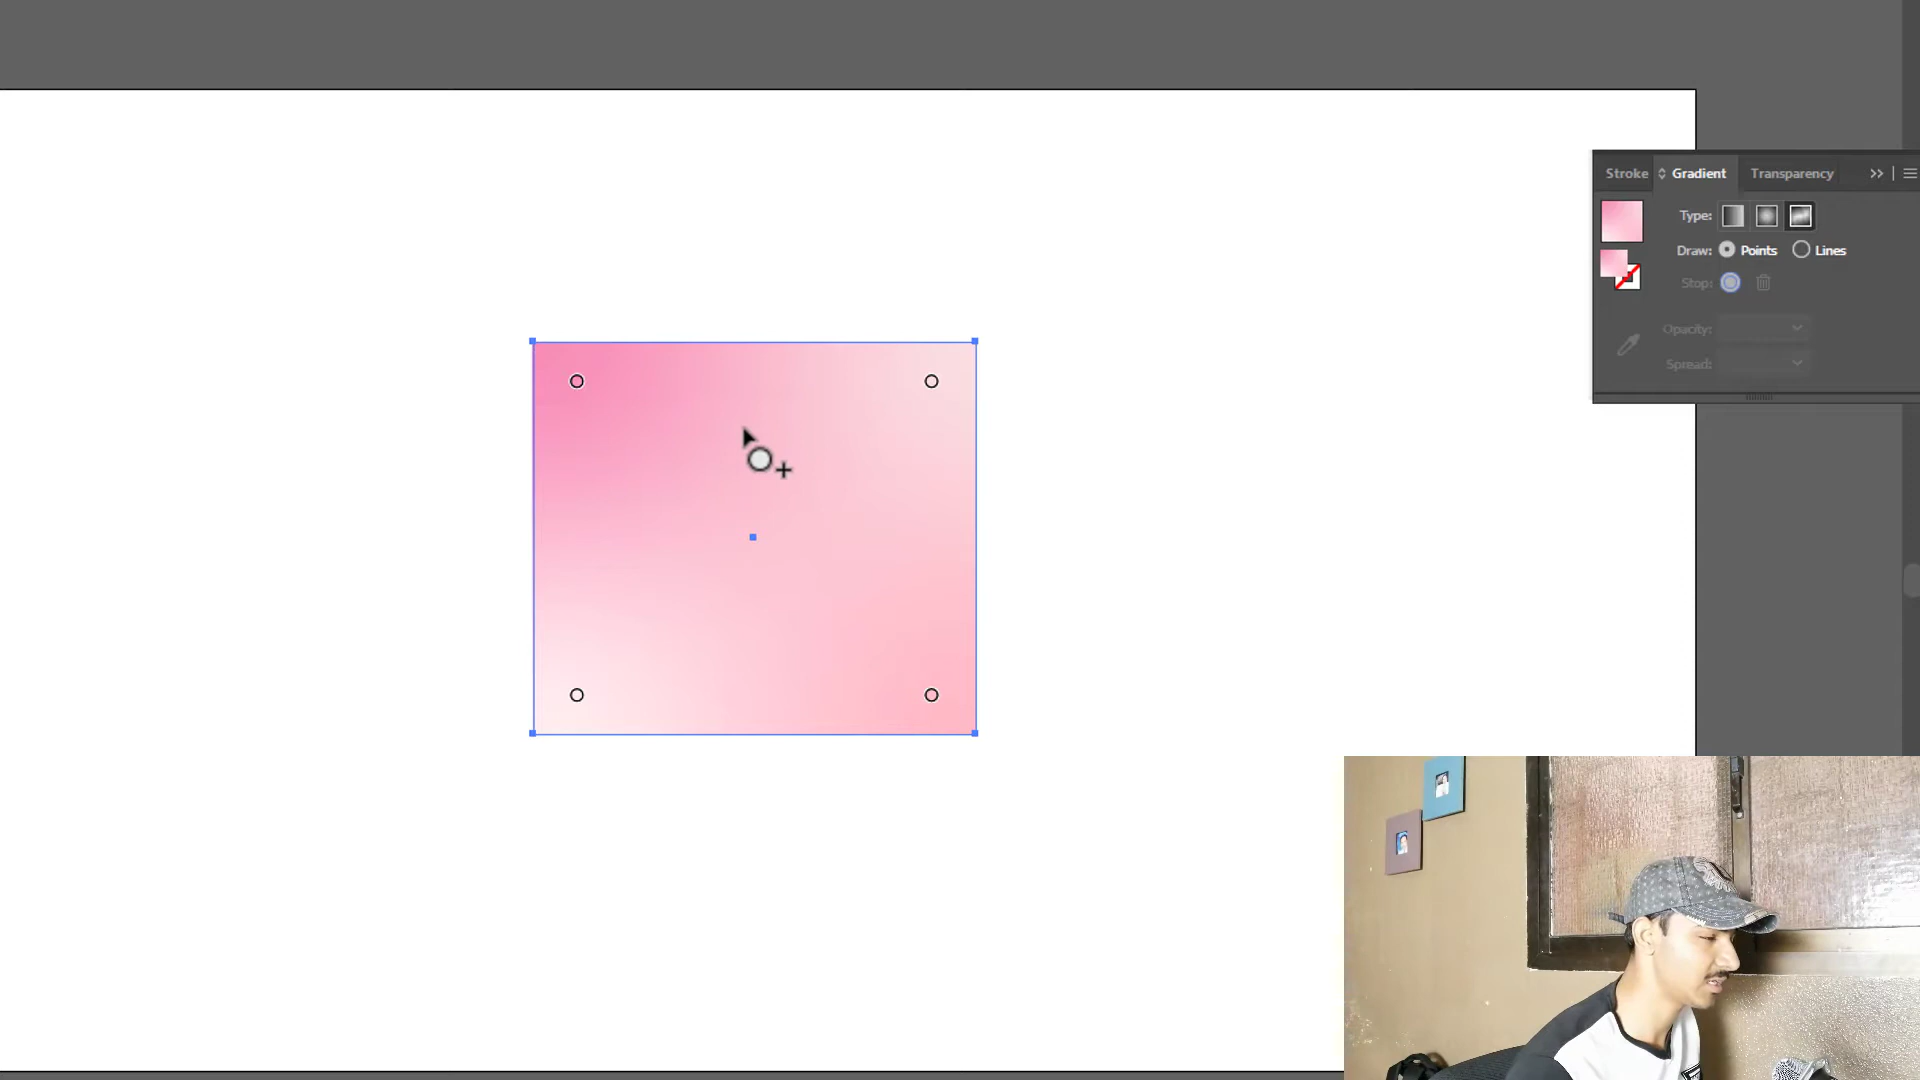 Stroke Gradient Transparency
Type:
Draw: Points Lines
Stop:
Opacity:
Spread: